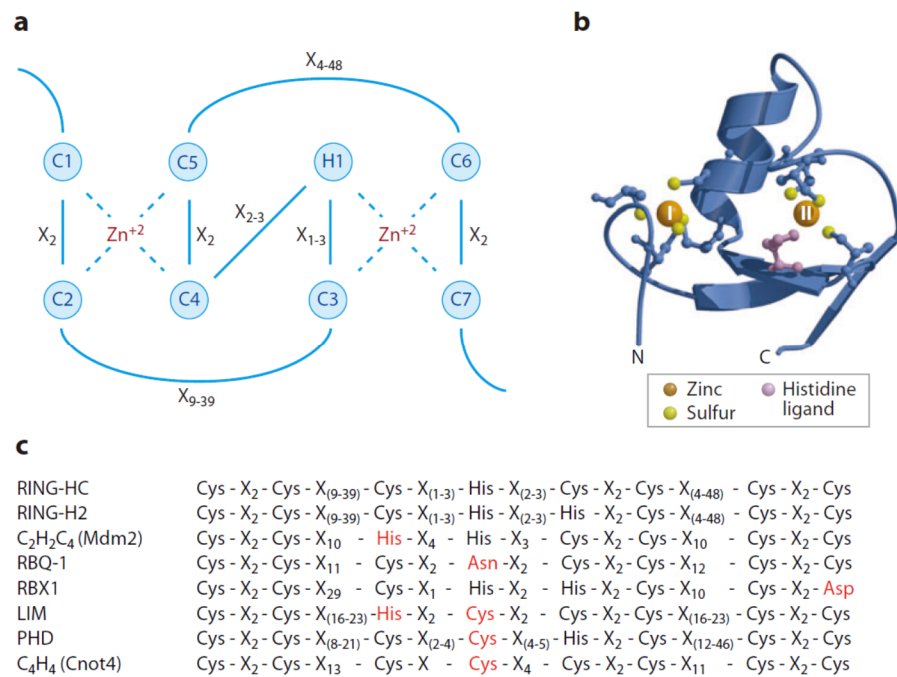 a
b
X4-48
C1
C5
H1
C6
X2
Zn+2
X2
X2-3
X1-3
Zn+2
X2
C2
C4
C3
C7
X9-39
I
II
N
C
Zinc
Sulfur
Histidine
ligand
c
RING-HC Cys - X2 - Cys - X(9-39) - Cys - X(1-3) - His - X(2-3) - Cys - X2 - Cys - X(4-48) - Cys - X2 - Cys
RING-H2 Cys - X2 - Cys - X(9-39) - Cys - X(1-3) - His - X(2-3) - His - X2 - Cys - X(4-48) - Cys - X2 - Cys
C2H2C4 (Mdm2) Cys - X2 - Cys - X10 - His - X4 - His - X3 - Cys - X2 - Cys - X10 - Cys - X2 - Cys
RBQ-1 Cys - X2 - Cys - X11 - Cys - X2 - Asn - X2 - Cys - X2 - Cys - X12 - Cys - X2 - Cys
RBX1 Cys - X2 - Cys - X29 - Cys - X1 - His - X2 - His - X2 - Cys - X10 - Cys - X2 - Asp
LIM Cys - X2 - Cys - X(16-23) - His - X2 - Cys - X2 - Cys - X2 - Cys - X(16-23) - Cys - X2 - Cys
PHD Cys - X2 - Cys - X(8-21) - Cys - X(2-4) - Cys - X(4-5) - His - X2 - Cys - X(12-46) - Cys - X2 - Cys
C4H4 (Cnot4) Cys - X2 - Cys - X13 - Cys - X - Cys - X4 - Cys - X2 - Cys - X11 - Cys - X2 - Cys